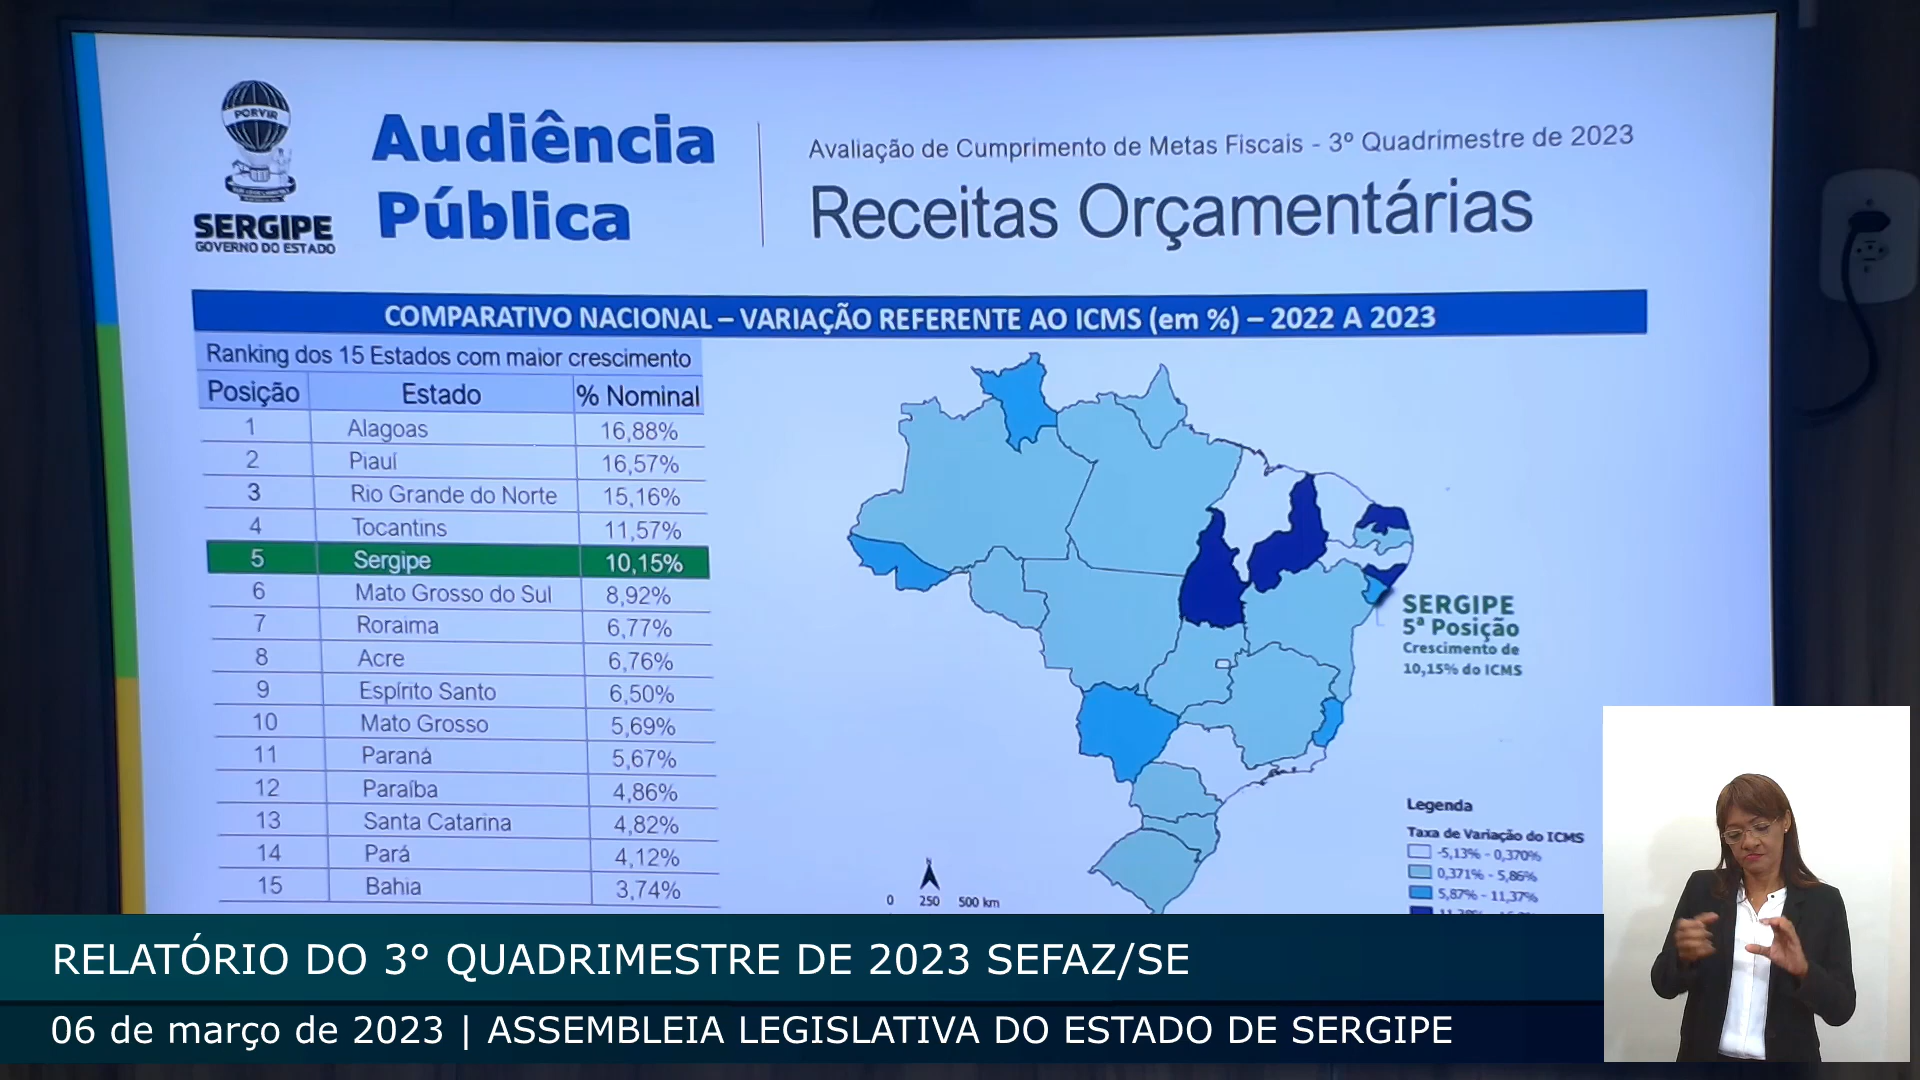 PORVIR
SERGIPE
GOVERNO DO ESTADO
Audiência
Pública
Avaliação de Cumprimento de Metas Fiscais - 3º Quadrimestre de 2023
Receitas Orçamentárias
COMPARATIVO NACIONAL – VARIAÇÃO REFERENTE AO ICMS (em %) – 2022 A 2023
Ranking dos 15 Estados com maior crescimento
Posição Estado % Nominal
1 Alagoas 16,88%
2 Piauí 16,57%
3 Rio Grande do Norte 15,16%
4 Tocantins 11,57%
5 Sergipe 10,15%
6 Mato Grosso do Sul 8,92%
7 Roraima 6,77%
8 Acre 6,76%
9 Espírito Santo 6,50%
10 Mato Grosso 5,69%
11 Paraná 5,67%
12 Paraíba 4,86%
13 Santa Catarina 4,82%
14 Pará 4,12%
15 Bahia 3,74%
SERGIPE
5ª Posição
Crescimento de
10,15% do ICMS
N
0 250 500 km
Legenda
Taxa de Variação do ICMS
-5,13% - 0,370%
0,371% - 5,86%
5,87% - 11,37%
RELATÓRIO DO 3° QUADRIMESTRE DE 2023 SEFAZ/SE
06 de março de 2023 | ASSEMBLEIA LEGISLATIVA DO ESTADO DE SERGIPE